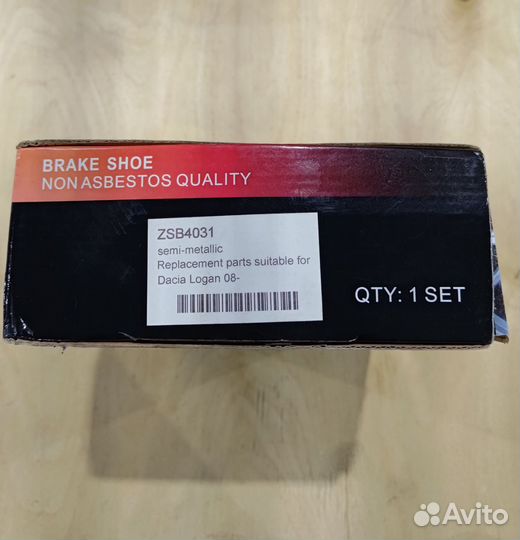 BRAKE SHOE
NON ASBESTOS QUALITY
ZSB4031
semi-metallic
Replacement parts suitable for
Dacia Logan 08-
QTY: 1 SET
Avito